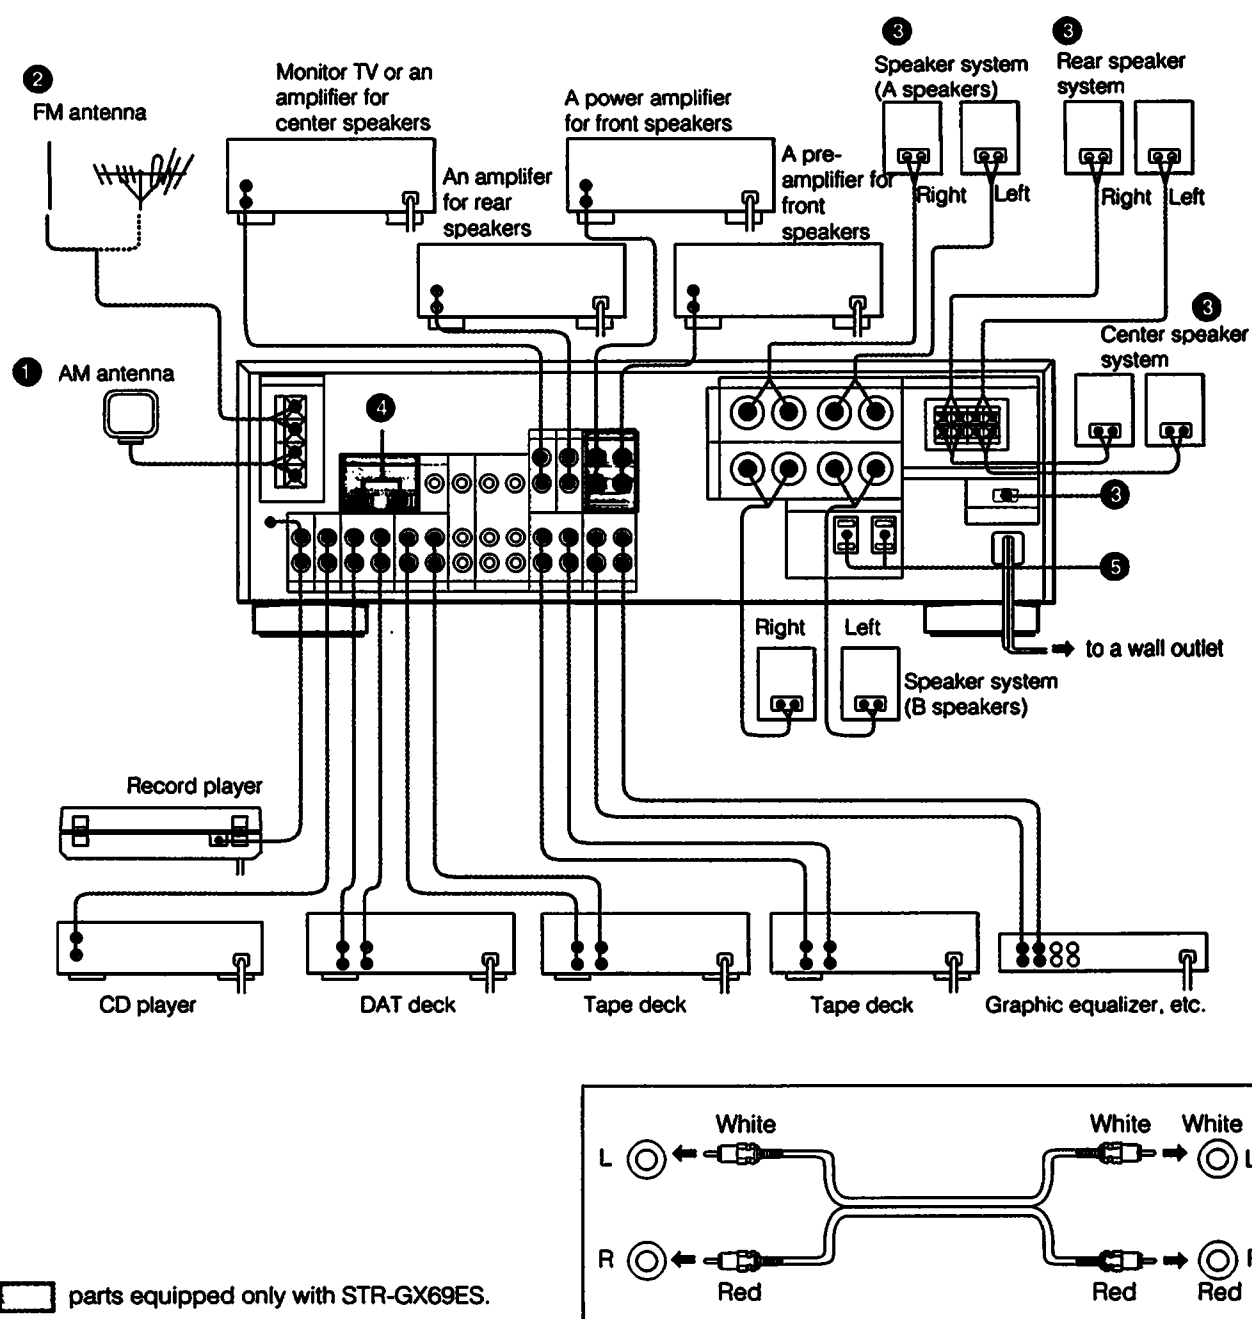 3
Speaker system
(A speakers)
3
Rear speaker
system
2
FM antenna
Monitor TV or an
amplifier for
center speakers
A power amplifier
for front speakers
An amplifer
for rear
speakers
A pre-
amplifier for
front
speakers
Right
Left
Right
Left
3
Center speaker
system
1
AM antenna
4
3
5
to a wall outlet
Right
Left
Speaker system
(B speakers)
Record player
CD player
DAT deck
Tape deck
Tape deck
Graphic equalizer, etc.
White
White
White
L
L
R
R
Red
Red
Red
parts equipped only with STR-GX69ES.